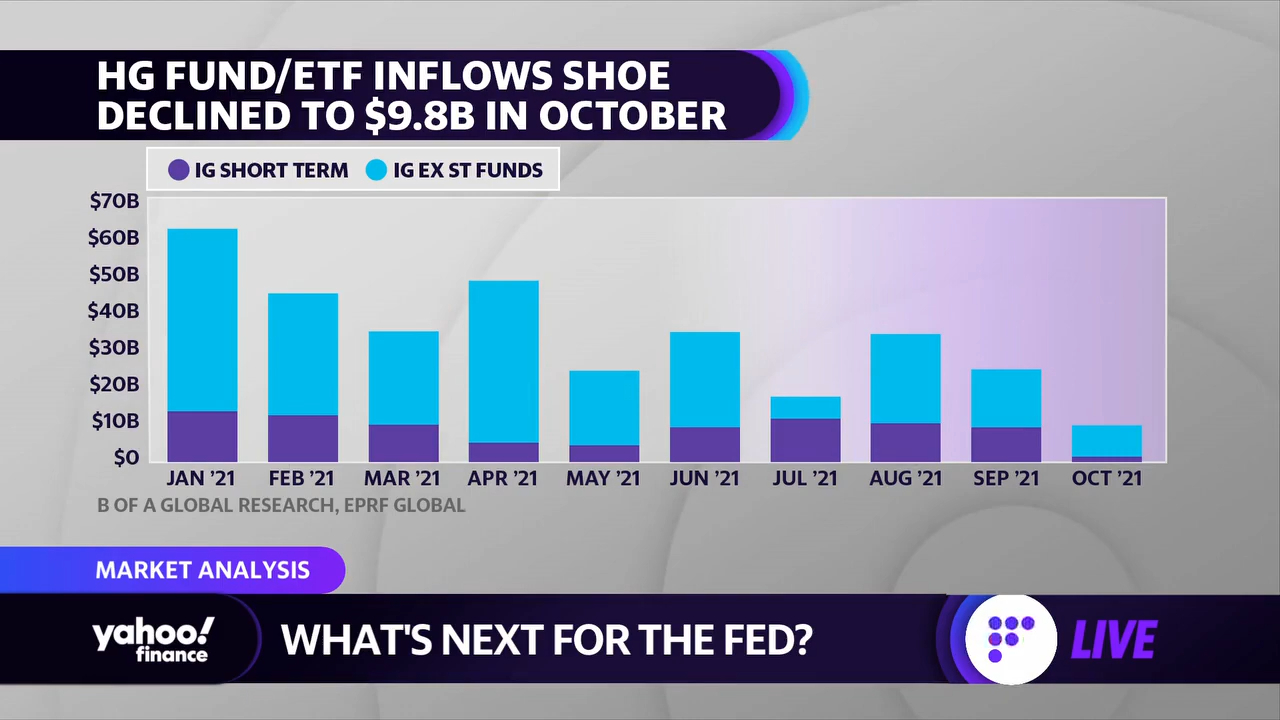 HG FUND/ETF INFLOWS SHOE
DECLINED TO $9.8B IN OCTOBER
IG SHORT TERM IG EX ST FUNDS
$70B
$60B
$50B
$40B
$30B
$20B
$10B
$0
JAN ’21 FEB ’21 MAR ’21 APR ’21 MAY ’21 JUN ’21 JUL ’21 AUG ’21 SEP ’21 OCT ’21
B OF A GLOBAL RESEARCH, EPRF GLOBAL
MARKET ANALYSIS
yahoo!
finance
WHAT'S NEXT FOR THE FED?
LIVE